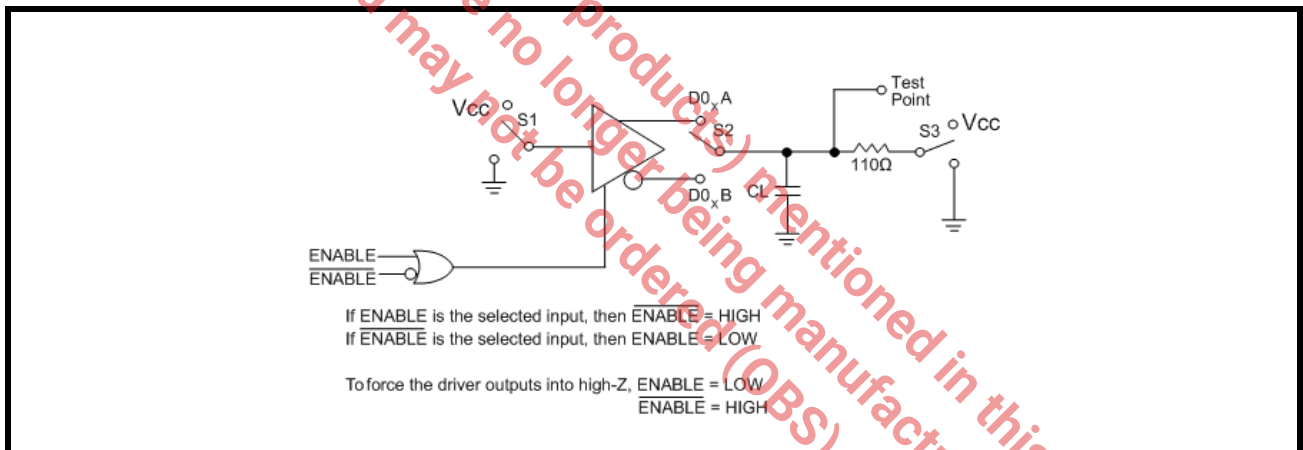 products) mentioned in this
e no longer being manufactu
d may not be ordered (OBS)
Vcc
S1
D0xA
S2
D0xB
Test
Point
S3
Vcc
110Ω
CL
ENABLE
ENABLE
If ENABLE is the selected input, then ENABLE = HIGH
If ENABLE is the selected input, then ENABLE = LOW
To force the driver outputs into high-Z, ENABLE = LOW
ENABLE = HIGH